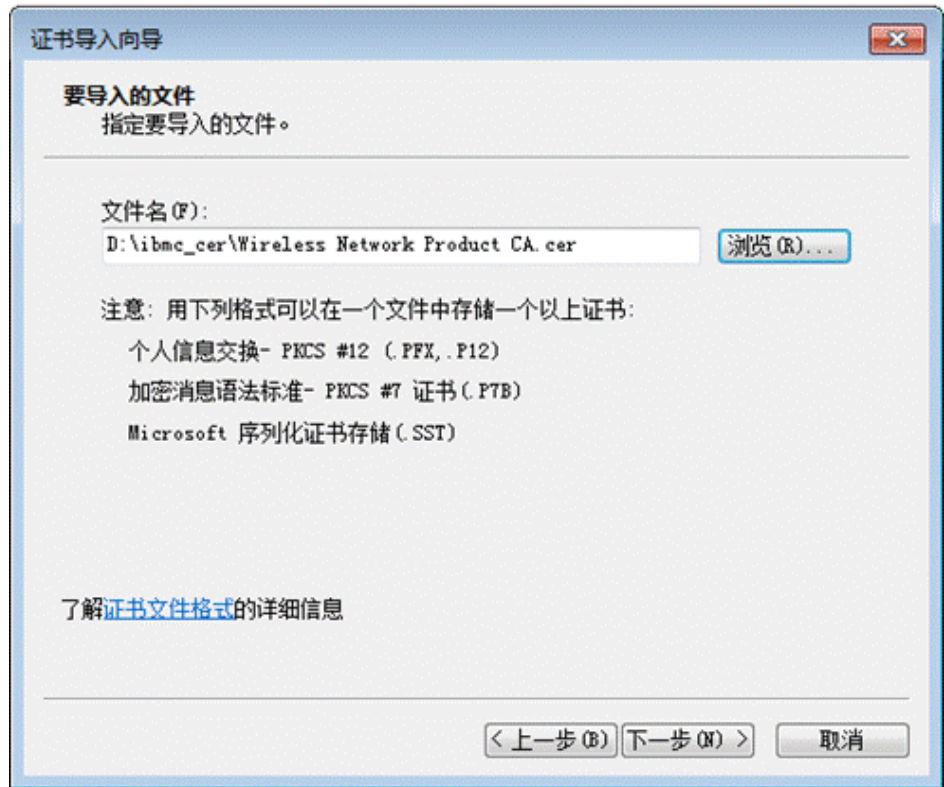 证书导入向导
要导入的文件
指定要导入的文件。
文件名(F):
D:\ibmc_cer\Wireless Network Product CA.cer
浏览(R)...
注意: 用下列格式可以在一个文件中存储一个以上证书:
个人信息交换- PKCS #12 (.PFX,.P12)
加密消息语法标准- PKCS #7 证书(.P7B)
Microsoft 序列化证书存储(.SST)
了解证书文件格式的详细信息
< 上一步(B) 下一步(N) > 取消